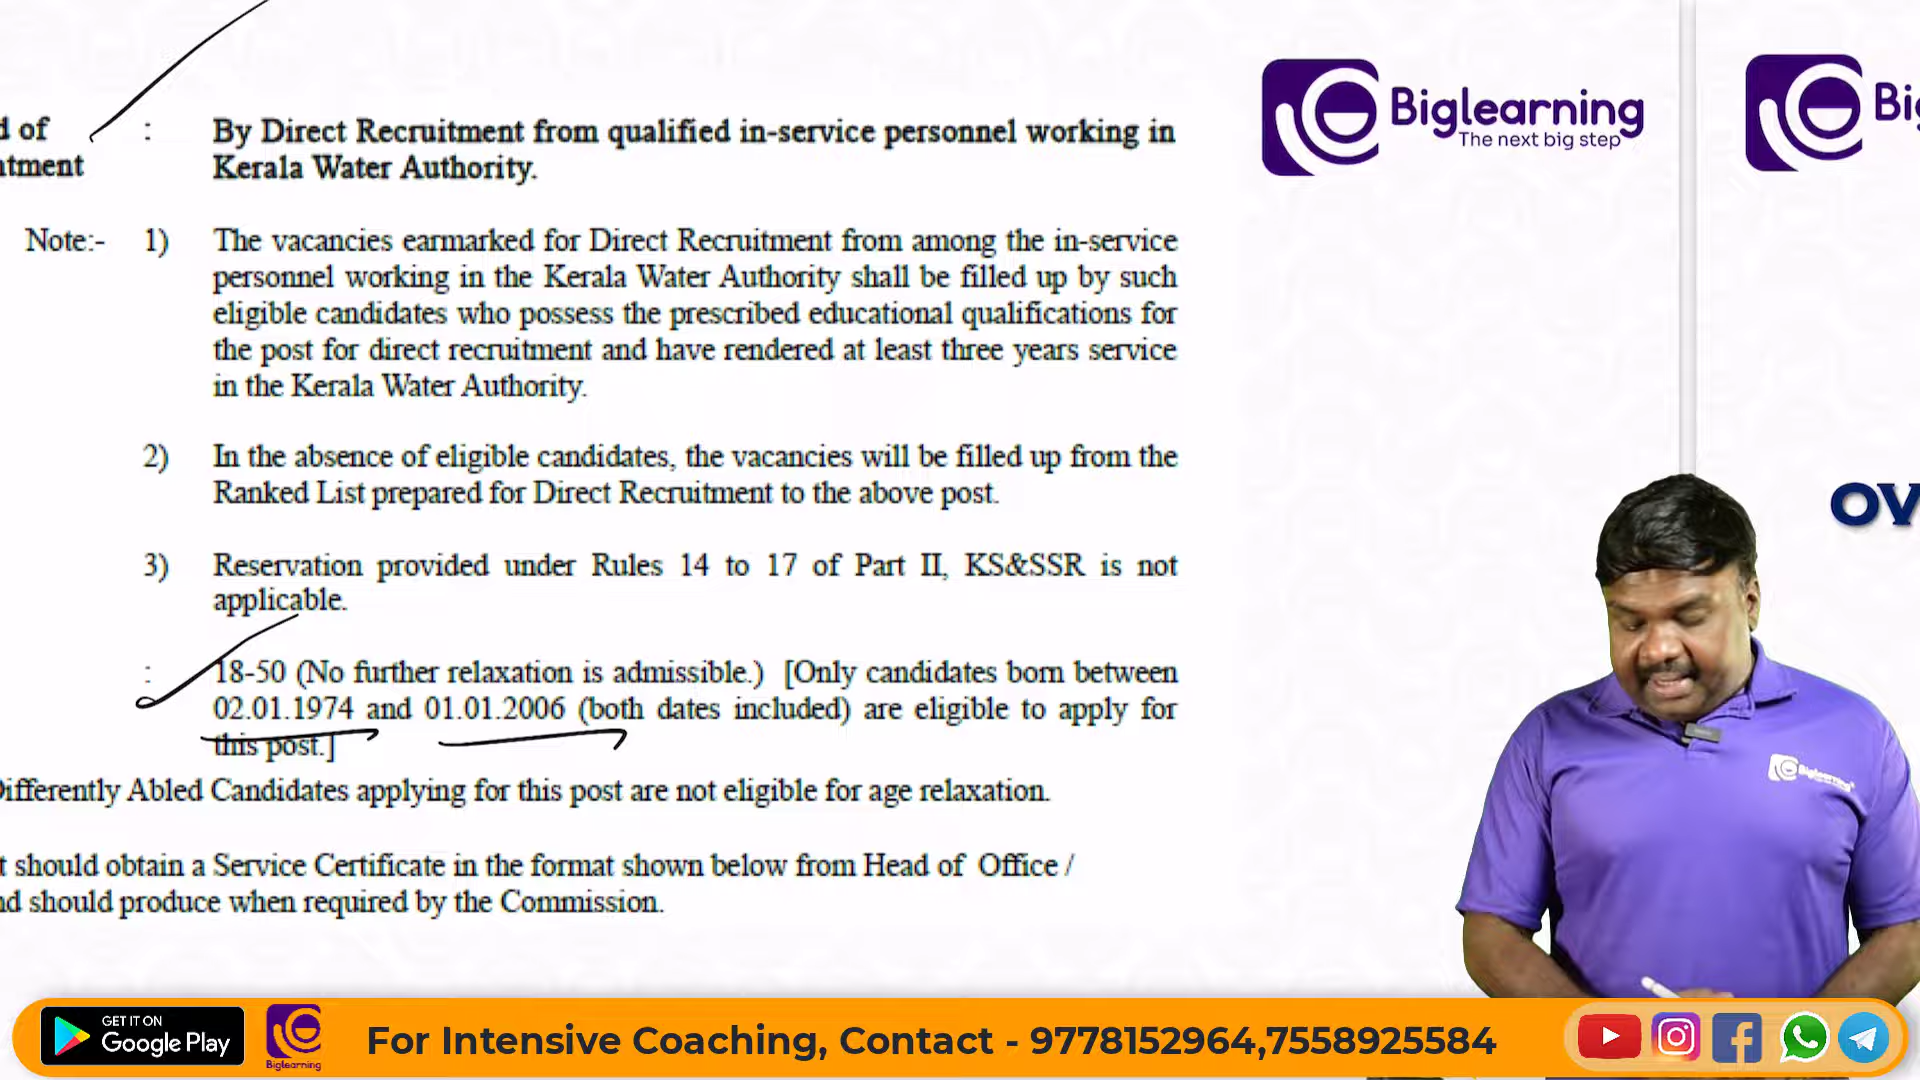 Biglearning
The next big step
d of : By Direct Recruitment from qualified in-service personnel working in
ntment Kerala Water Authority.
Note:- 1) The vacancies earmarked for Direct Recruitment from among the in-service
personnel working in the Kerala Water Authority shall be filled up by such
eligible candidates who possess the prescribed educational qualifications for
the post for direct recruitment and have rendered at least three years service
in the Kerala Water Authority.
2) In the absence of eligible candidates, the vacancies will be filled up from the
Ranked List prepared for Direct Recruitment to the above post.
3) Reservation provided under Rules 14 to 17 of Part II, KS&SSR is not
applicable.
: 18-50 (No further relaxation is admissible.) [Only candidates born between
02.01.1974 and 01.01.2006 (both dates included) are eligible to apply for
this post.]
Differently Abled Candidates applying for this post are not eligible for age relaxation.
t should obtain a Service Certificate in the format shown below from Head of Office /
nd should produce when required by the Commission.
Big
OV
Biglearning
GET IT ON
Google Play
Biglearning
For Intensive Coaching, Contact - 9778152964,7558925584